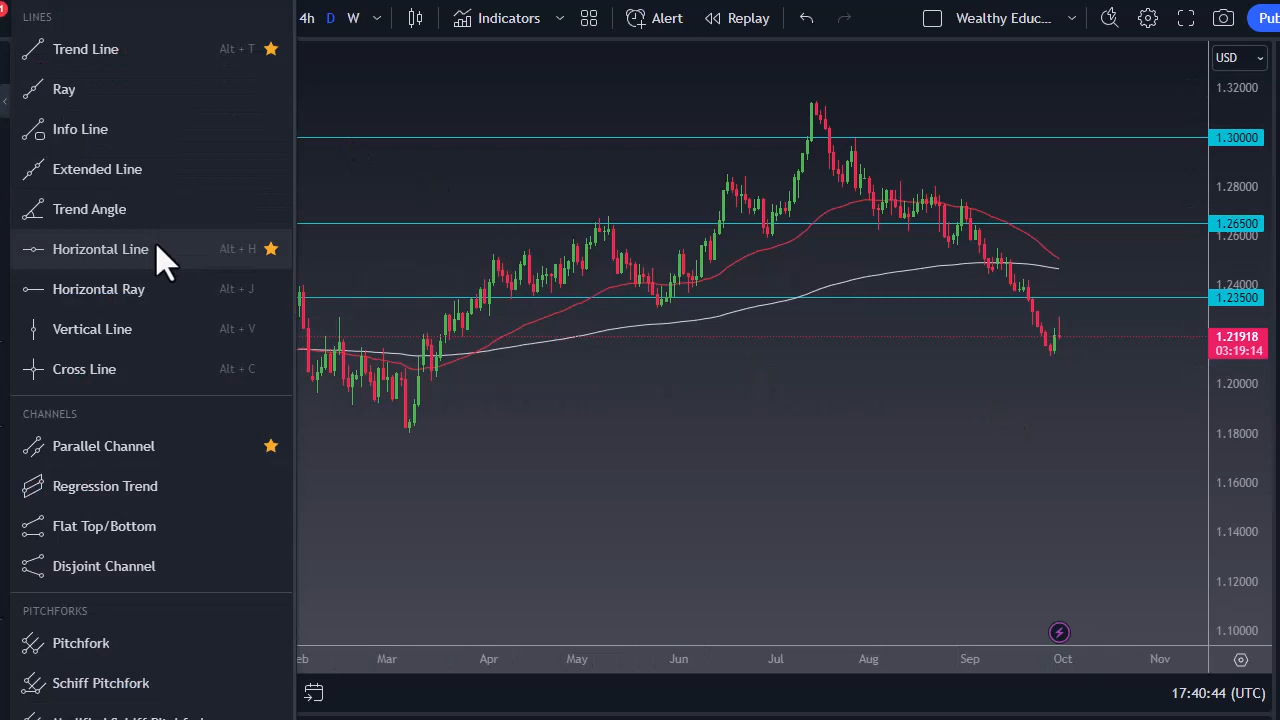 4h D W Indicators Alert Replay Wealthy Educ... Pub
LINES
Trend Line Alt + T
Ray
Info Line
Extended Line
Trend Angle
Horizontal Line Alt + H
Horizontal Ray Alt + J
Vertical Line Alt + V
Cross Line Alt + C
CHANNELS
Parallel Channel
Regression Trend
Flat Top/Bottom
Disjoint Channel
PITCHFORKS
Pitchfork
Schiff Pitchfork
USD
1.32000
1.30000
1.28000
1.26500
1.26000
1.24000
1.23500
1.21918
03:19:14
1.20000
1.18000
1.16000
1.14000
1.12000
1.10000
eb Mar Apr May Jun Jul Aug Sep Oct Nov
17:40:44 (UTC)